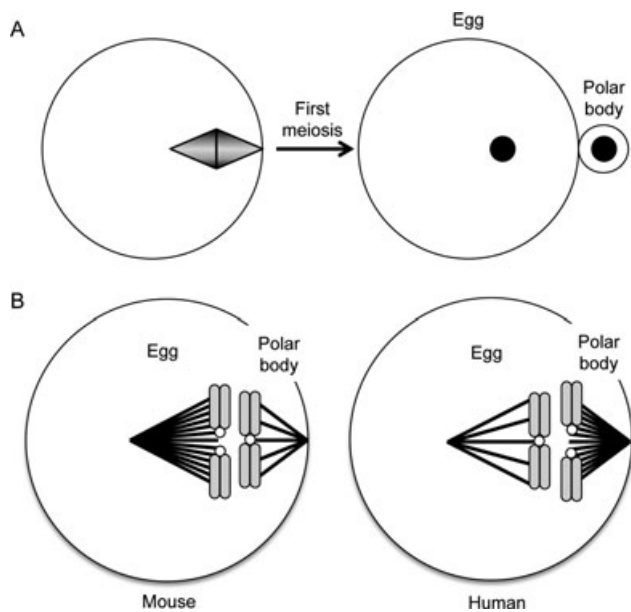 A
Egg
Polar
body
First
meiosis
B
Egg
Polar
body
Egg
Polar
body
Mouse
Human